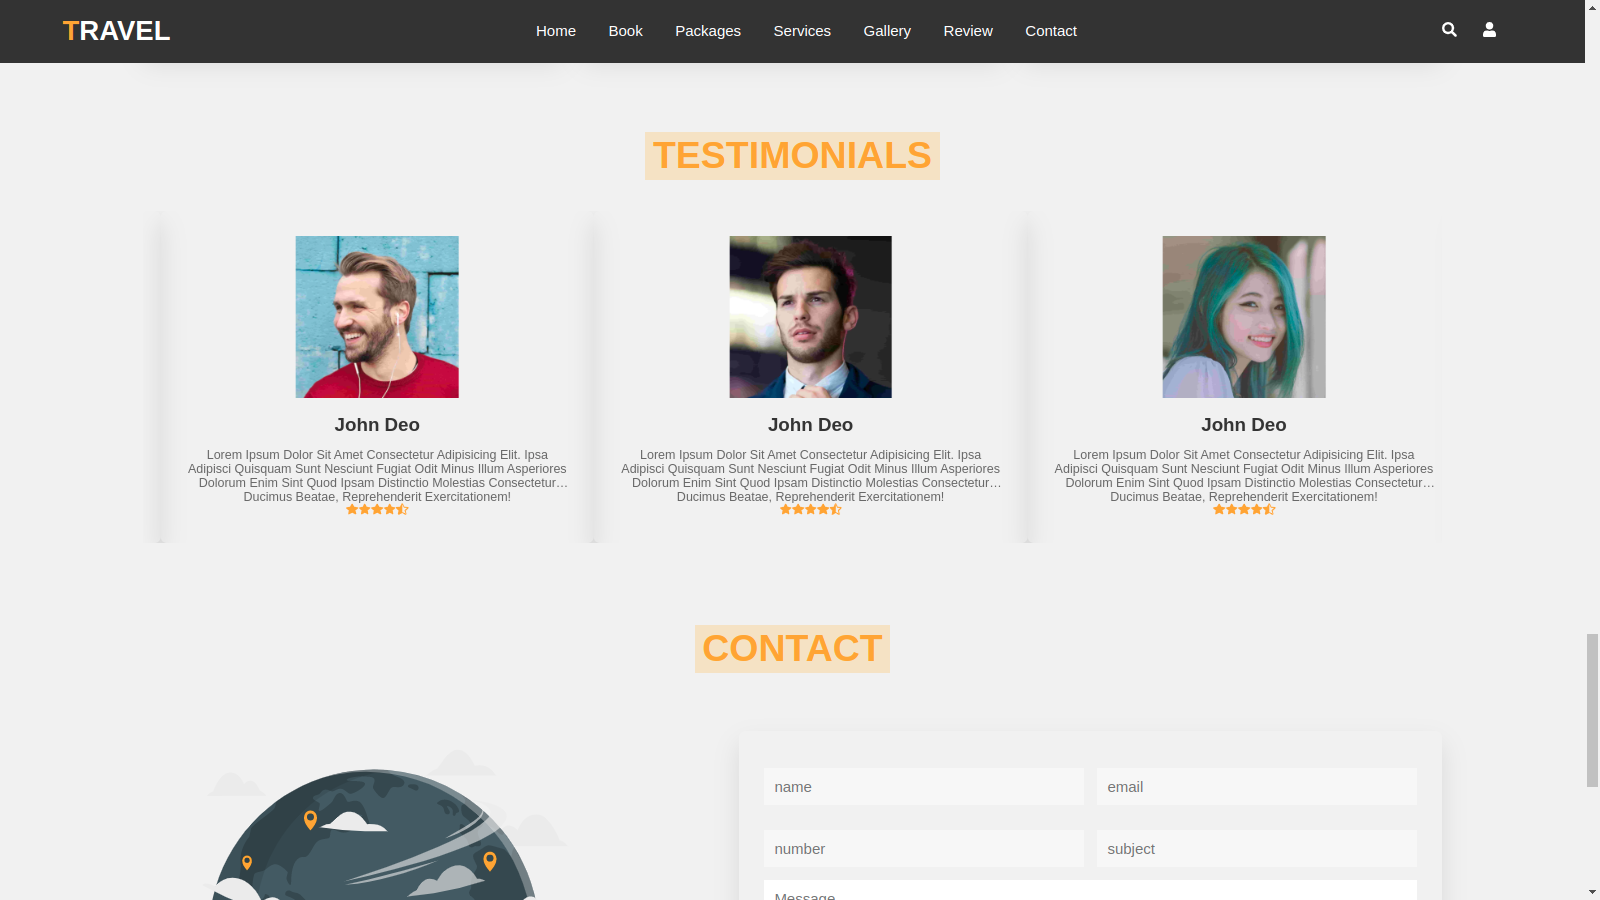 TRAVEL
Home Book Packages Services Gallery Review Contact
TESTIMONIALS
John Deo
Lorem Ipsum Dolor Sit Amet Consectetur Adipisicing Elit. Ipsa
Adipisci Quisquam Sunt Nesciunt Fugiat Odit Minus Illum Asperiores
Dolorum Enim Sint Quod Ipsam Distinctio Molestias Consectetur…
Ducimus Beatae, Reprehenderit Exercitationem!
John Deo
Lorem Ipsum Dolor Sit Amet Consectetur Adipisicing Elit. Ipsa
Adipisci Quisquam Sunt Nesciunt Fugiat Odit Minus Illum Asperiores
Dolorum Enim Sint Quod Ipsam Distinctio Molestias Consectetur…
Ducimus Beatae, Reprehenderit Exercitationem!
John Deo
Lorem Ipsum Dolor Sit Amet Consectetur Adipisicing Elit. Ipsa
Adipisci Quisquam Sunt Nesciunt Fugiat Odit Minus Illum Asperiores
Dolorum Enim Sint Quod Ipsam Distinctio Molestias Consectetur…
Ducimus Beatae, Reprehenderit Exercitationem!
CONTACT
name email
number subject
Message